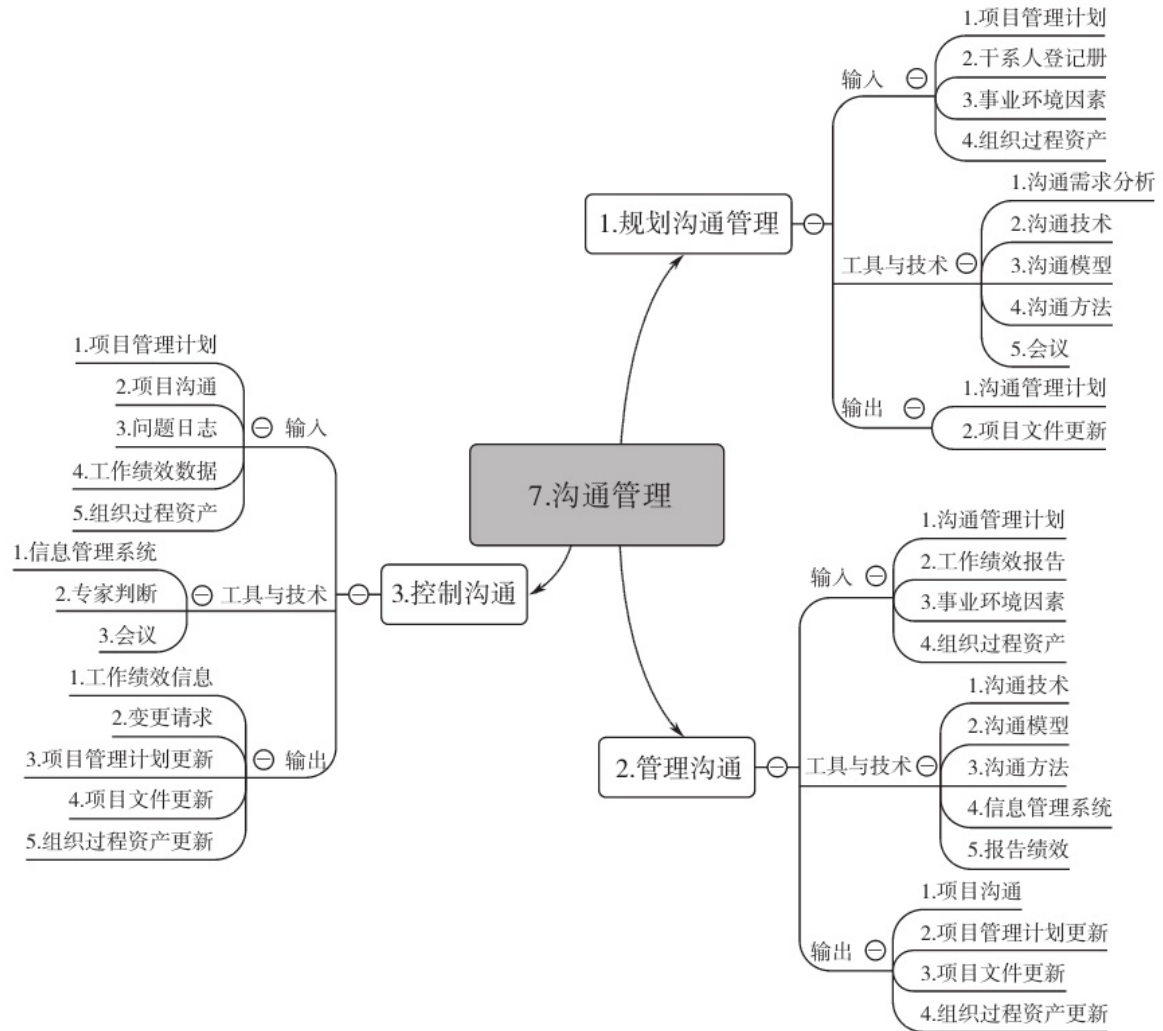 7.沟通管理
1.规划沟通管理
输入
1.项目管理计划
2.干系人登记册
3.事业环境因素
4.组织过程资产
工具与技术
1.沟通需求分析
2.沟通技术
3.沟通模型
4.沟通方法
5.会议
输出
1.沟通管理计划
2.项目文件更新
2.管理沟通
输入
1.沟通管理计划
2.工作绩效报告
3.事业环境因素
4.组织过程资产
工具与技术
1.沟通技术
2.沟通模型
3.沟通方法
4.信息管理系统
5.报告绩效
输出
1.项目沟通
2.项目管理计划更新
3.项目文件更新
4.组织过程资产更新
3.控制沟通
输入
1.项目管理计划
2.项目沟通
3.问题日志
4.工作绩效数据
5.组织过程资产
工具与技术
1.信息管理系统
2.专家判断
3.会议
输出
1.工作绩效信息
2.变更请求
3.项目管理计划更新
4.项目文件更新
5.组织过程资产更新